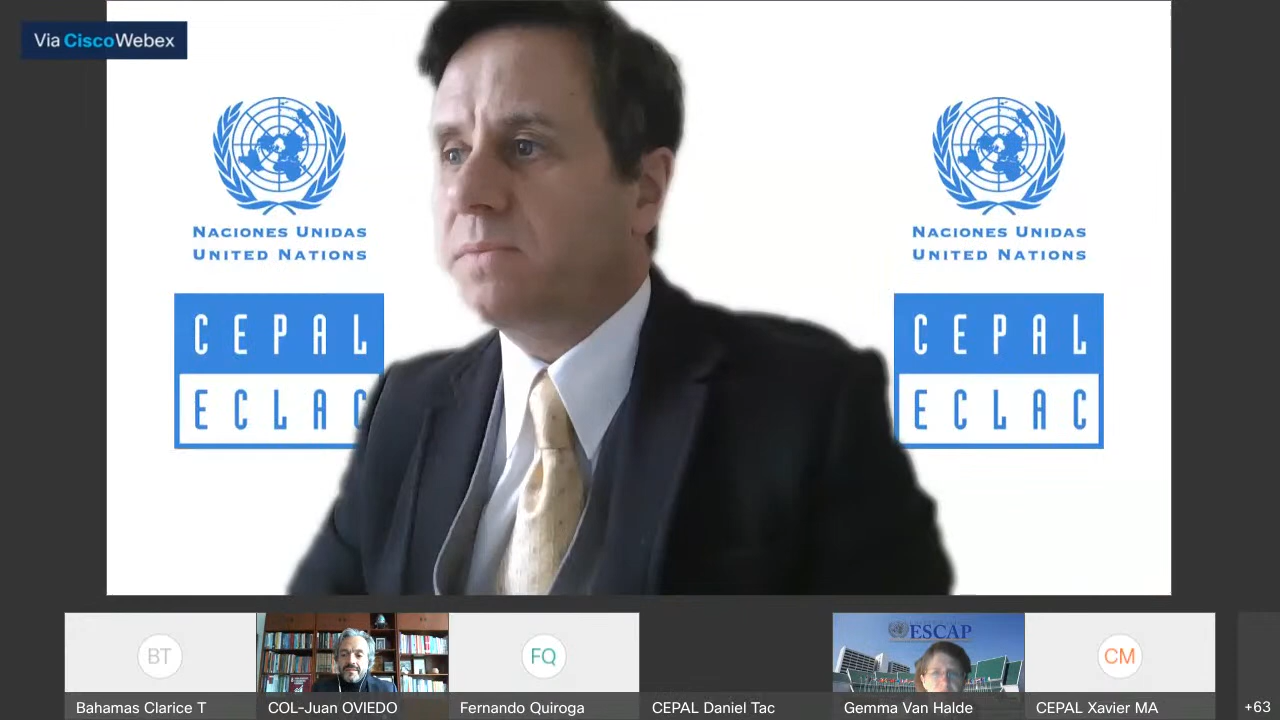 Via CiscoWebex
NACIONES UNIDAS
UNITED NATIONS
CEPAL
ECLAC
NACIONES UNIDAS
UNITED NATIONS
CEPAL
ECLAC
BT
FQ
ESCAP
CM
Bahamas Clarice T
COL-Juan OVIEDO
Fernando Quiroga
CEPAL Daniel Tac
Gemma Van Halde
CEPAL Xavier MA
+63